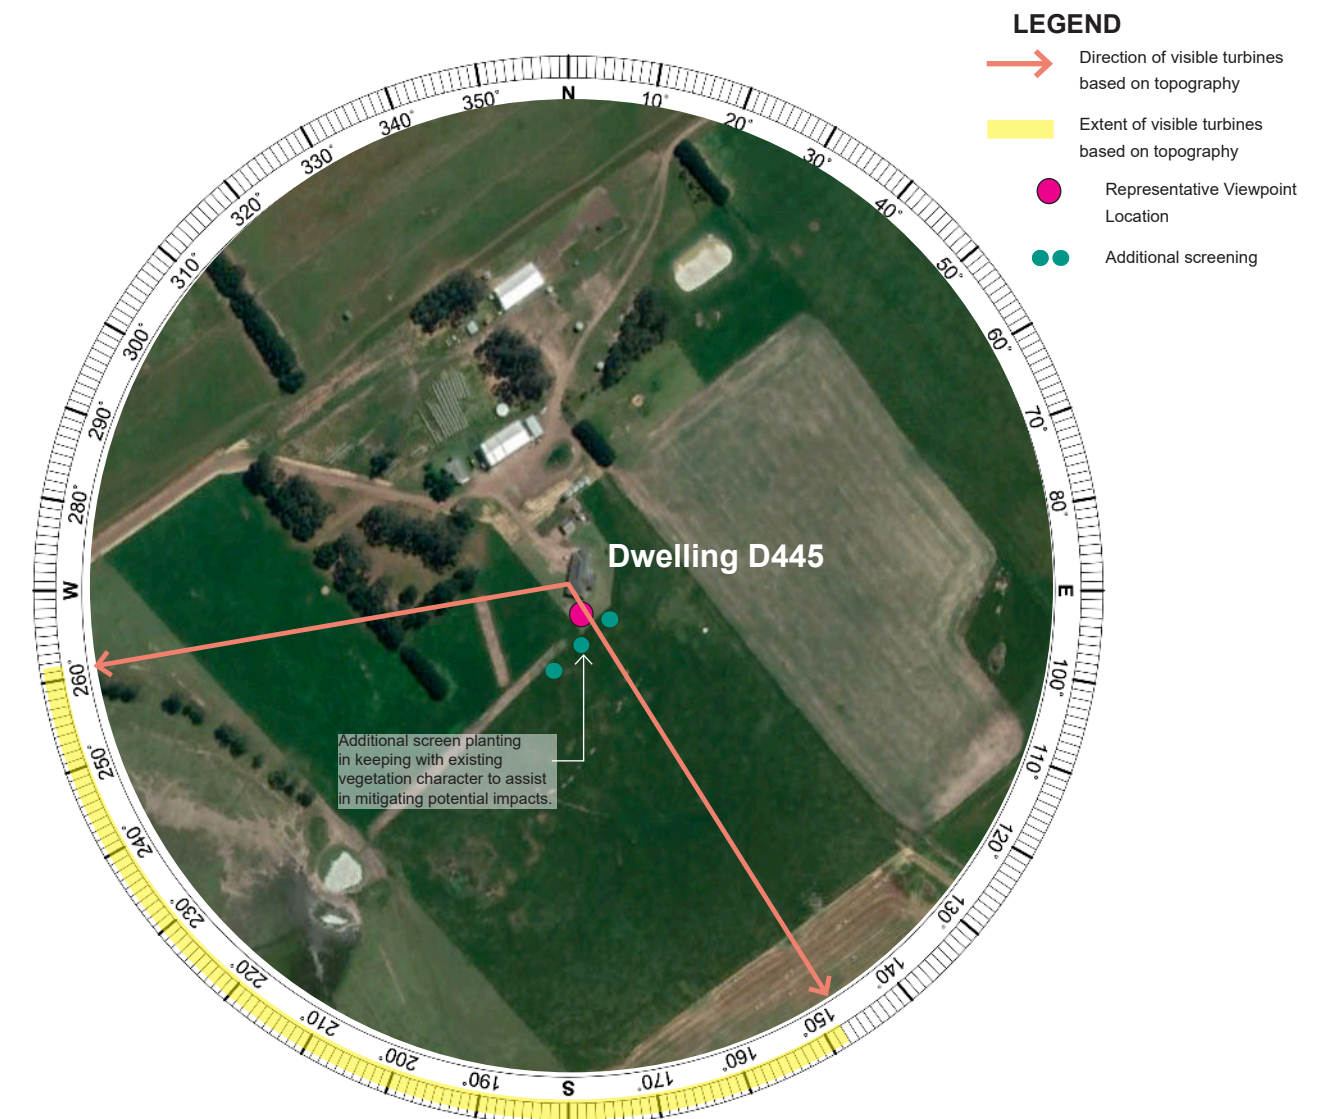 LEGEND
Direction of visible turbines
based on topography
Extent of visible turbines
based on topography
Representative Viewpoint
Location
Additional screening
N
10°
20°
30°
40°
50°
60°
70°
80°
E
100°
110°
120°
130°
140°
150°
160°
170°
S
190°
200°
210°
220°
230°
240°
250°
260°
W
280°
290°
300°
310°
320°
330°
340°
350°
Dwelling D445
Additional screen planting
in keeping with existing
vegetation character to assist
in mitigating potential impacts.